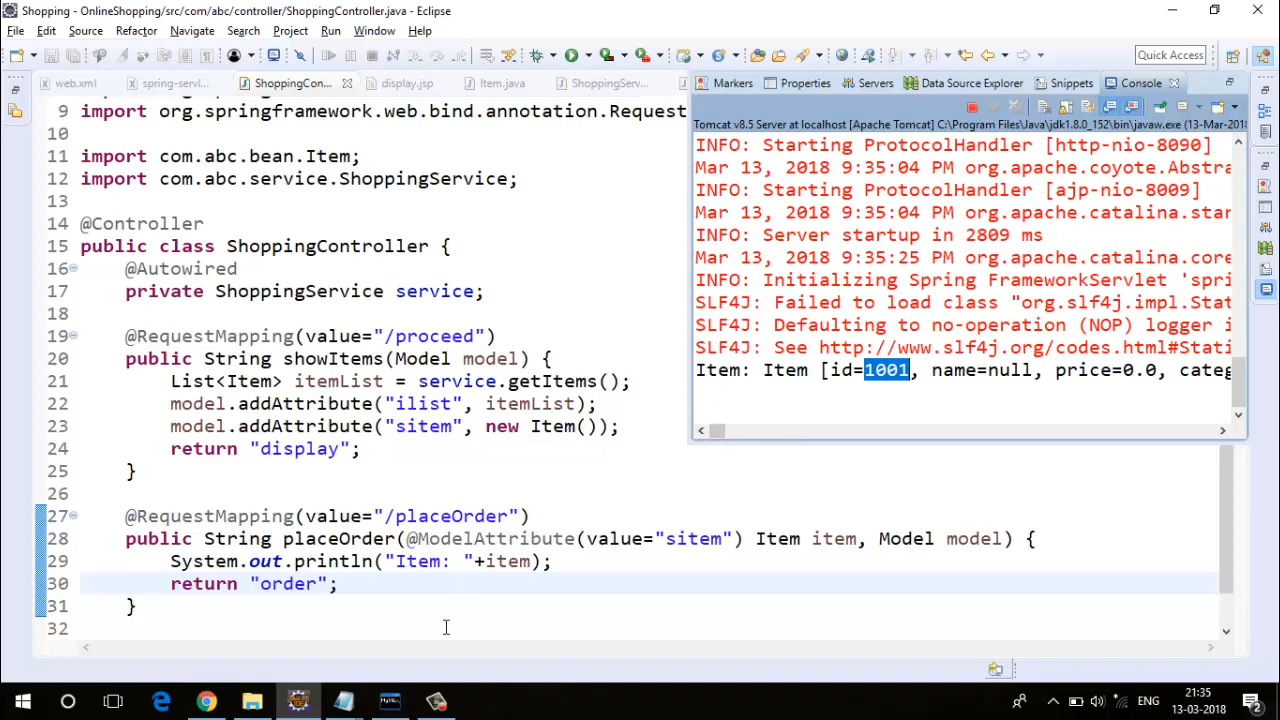 Shopping - OnlineShopping/src/com/abc/controller/ShoppingController.java - Eclipse
File Edit Source Refactor Navigate Search Project Run Window Help
Quick Access
web.xml spring-servl... ShoppingCon... display.jsp Item.java ShoppingServ...
Markers Properties Servers Data Source Explorer Snippets Console
9 import org.springframework.web.bind.annotation.Request
10
11 import com.abc.bean.Item;
12 import com.abc.service.ShoppingService;
13
14 @Controller
15 public class ShoppingController {
16 @Autowired
17 private ShoppingService service;
18
19 @RequestMapping(value="/proceed")
20 public String showItems(Model model) {
21 List<Item> itemList = service.getItems();
22 model.addAttribute("ilist", itemList);
23 model.addAttribute("sitem", new Item());
24 return "display";
25 }
26
27 @RequestMapping(value="/placeOrder")
28 public String placeOrder(@ModelAttribute(value="sitem") Item item, Model model) {
29 System.out.println("Item: "+item);
30 return "order";
31 }
32
Tomcat v8.5 Server at localhost [Apache Tomcat] C:\Program Files\Java\jdk1.8.0_152\bin\javaw.exe (13-Mar-2018
INFO: Starting ProtocolHandler [http-nio-8090]
Mar 13, 2018 9:35:04 PM org.apache.coyote.Abstra
INFO: Starting ProtocolHandler [ajp-nio-8009]
Mar 13, 2018 9:35:04 PM org.apache.catalina.star
INFO: Server startup in 2809 ms
Mar 13, 2018 9:35:25 PM org.apache.catalina.core
INFO: Initializing Spring FrameworkServlet 'spri
SLF4J: Failed to load class "org.slf4j.impl.Stat
SLF4J: Defaulting to no-operation (NOP) logger i
SLF4J: See http://www.slf4j.org/codes.html#Stati
Item: Item [id=1001, name=null, price=0.0, categ
ENG
21:35
13-03-2018
2